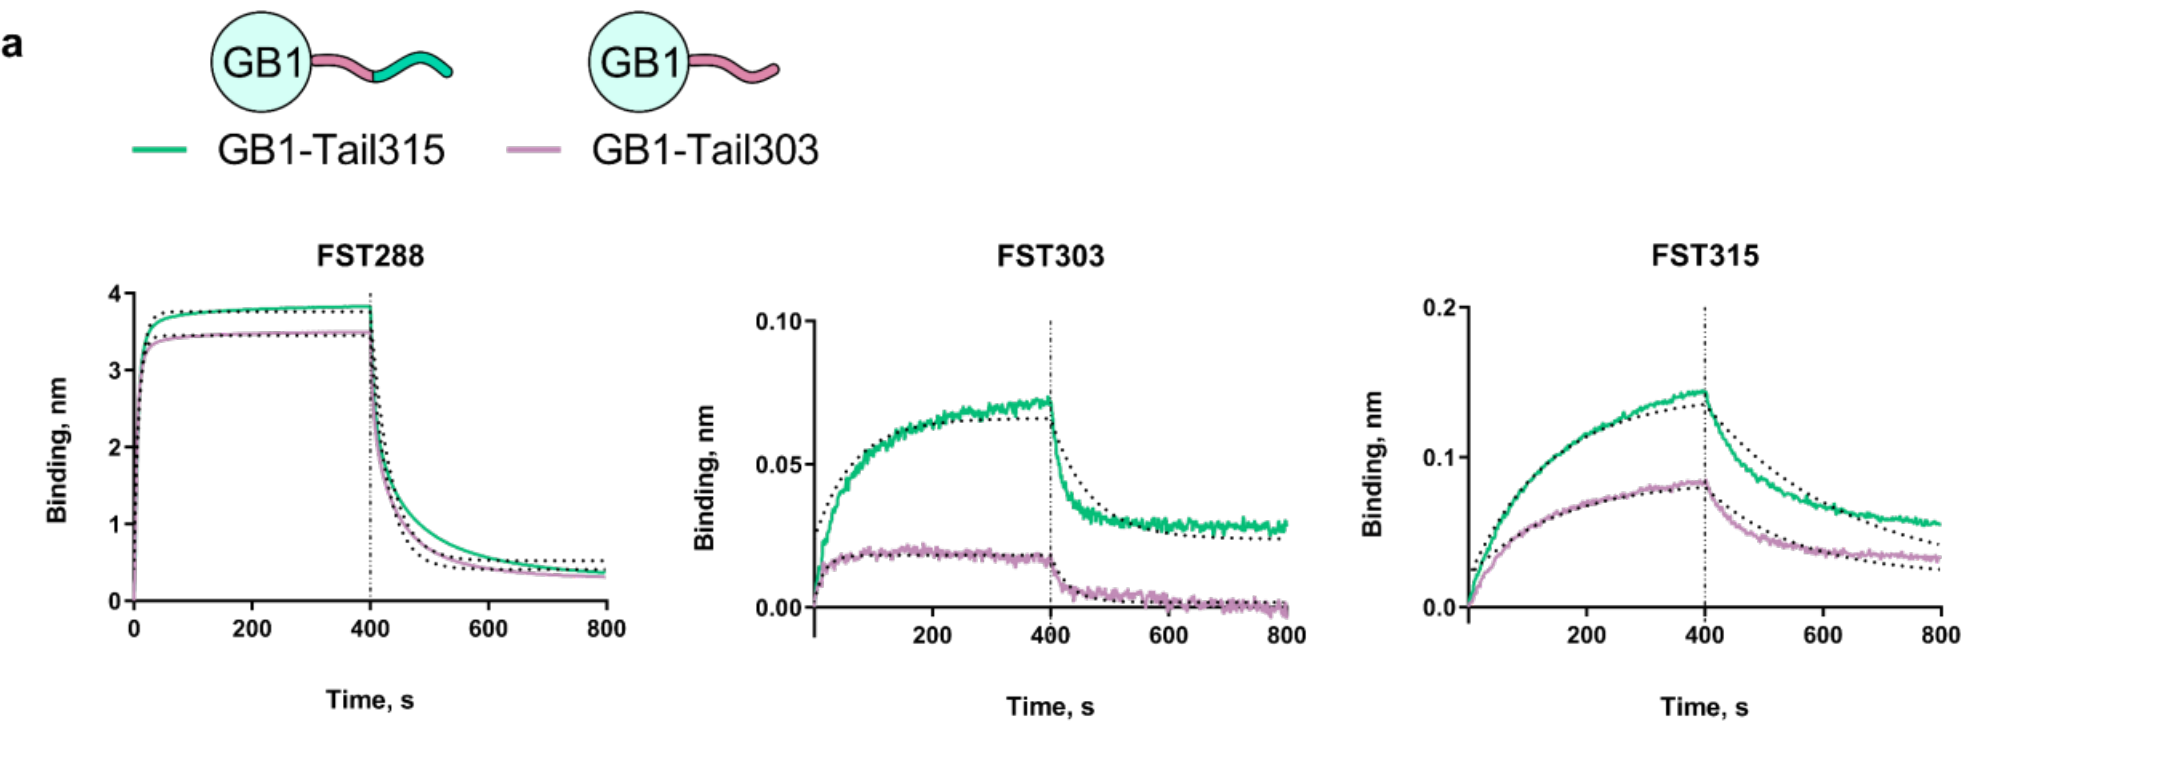 a
GB1
GB1
GB1-Tail315
GB1-Tail303
FST288
Binding, nm
4
3
2
1
0
0 200 400 600 800
Time, s
FST303
Binding, nm
0.10
0.05
0.00
200 400 600 800
Time, s
FST315
Binding, nm
0.2
0.1
0.0
200 400 600 800
Time, s